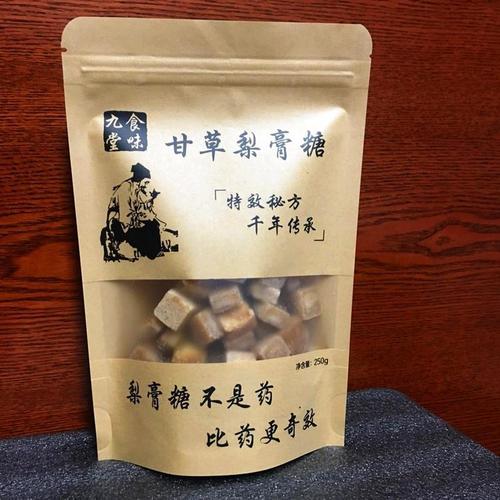 食味
九堂
甘草梨膏糖
「特效秘方
千年传承」
净含量：250g
梨膏糖不是药
比药更奇效